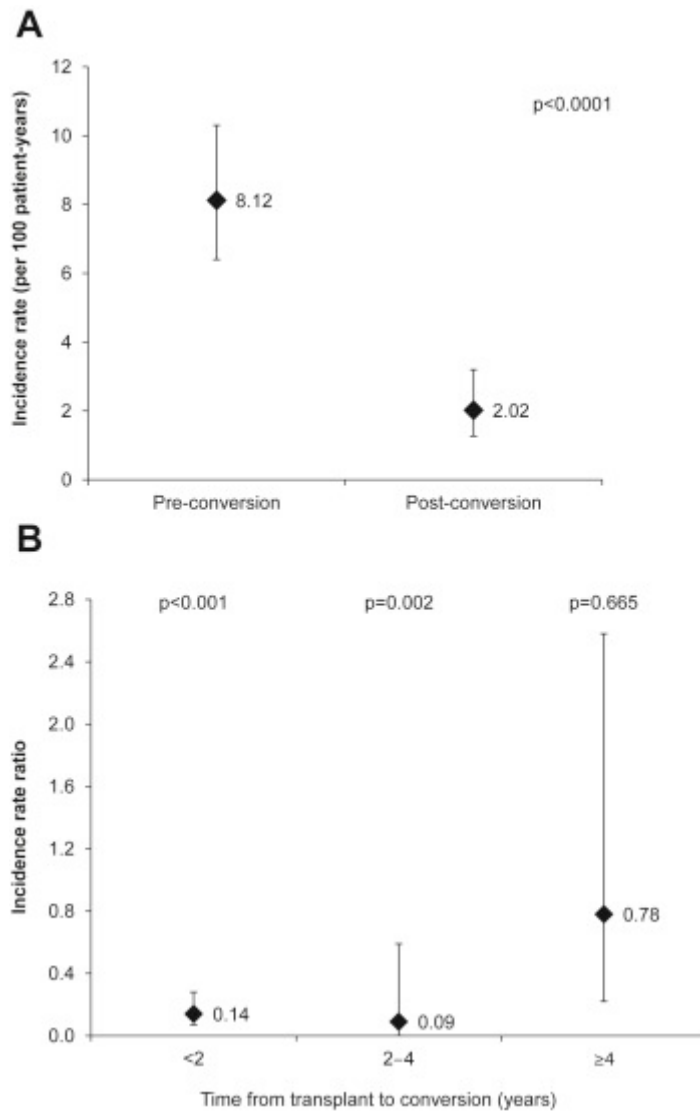 A
12
p<0.0001
10
8
8.12
6
4
2
2.02
0
Pre-conversion Post-conversion
Incidence rate (per 100 patient-years)
B
2.8
p<0.001 p=0.002 p=0.665
2.4
2.0
1.6
1.2
0.8
0.78
0.4
0.14 0.09
0.0
<2 2–4 ≥4
Incidence rate ratio
Time from transplant to conversion (years)